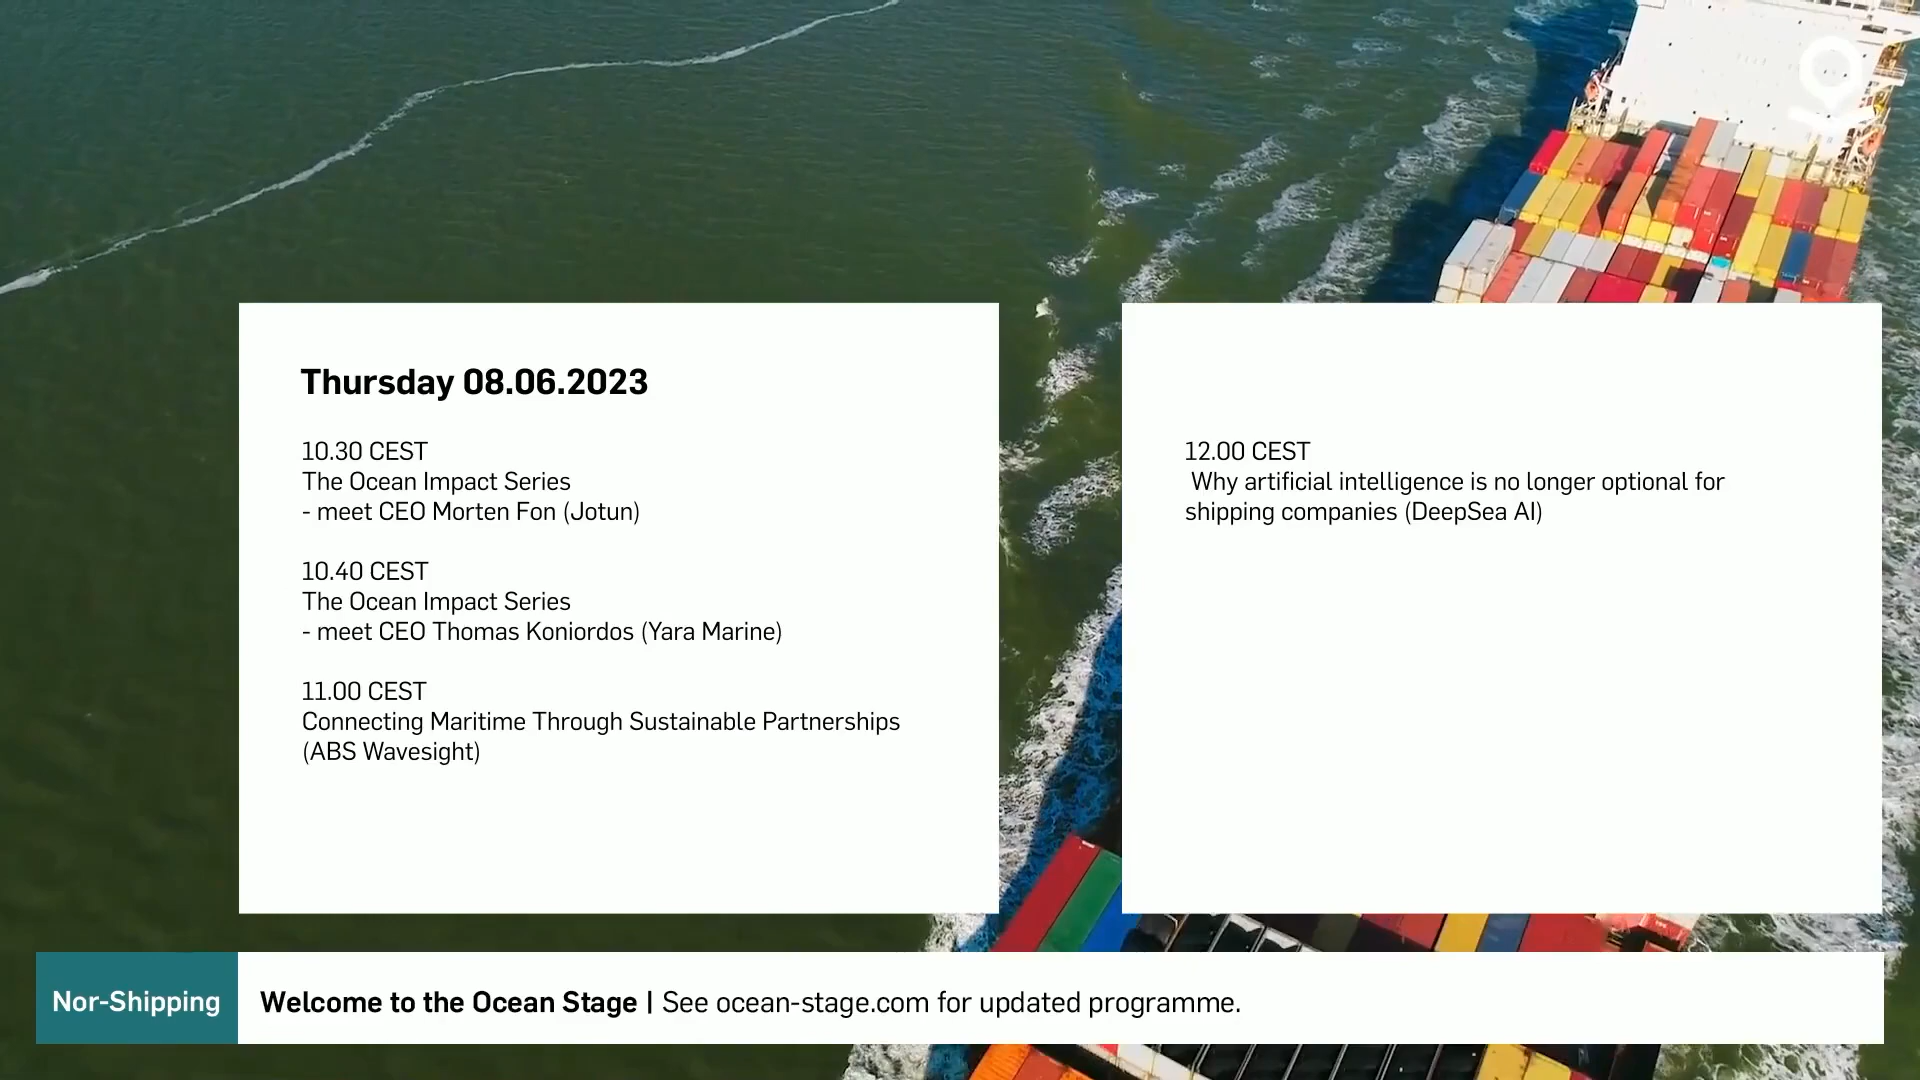 Thursday 08.06.2023
10.30 CEST
The Ocean Impact Series
- meet CEO Morten Fon (Jotun)
10.40 CEST
The Ocean Impact Series
- meet CEO Thomas Koniordos (Yara Marine)
11.00 CEST
Connecting Maritime Through Sustainable Partnerships
(ABS Wavesight)
12.00 CEST
Why artificial intelligence is no longer optional for
shipping companies (DeepSea AI)
Nor-Shipping
Welcome to the Ocean Stage | See ocean-stage.com for updated programme.